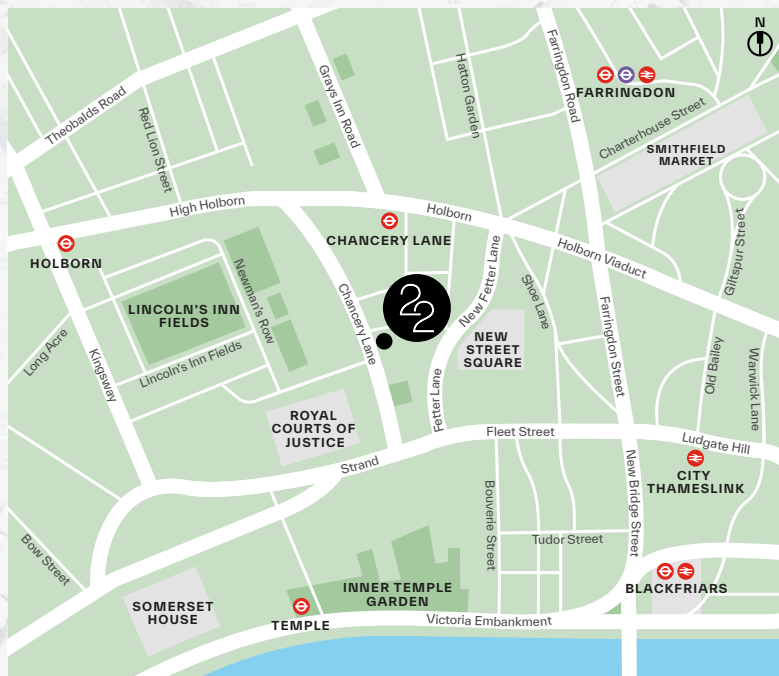 N
Theobalds Road
Red Lion Street
Grays Inn Road
Hatton Garden
Farringdon Road
FARRINGDON
Charterhouse Street
SMITHFIELD
MARKET
High Holborn
Holborn
HOLBORN
CHANCERY LANE
Holborn Viaduct
Giltspur Street
LINCOLN'S INN
FIELDS
Newman's Row
Chancery Lane
22
New Fetter Lane
Shoe Lane
Farringdon Street
Long Acre
Kingsway
Lincoln's Inn Fields
NEW
STREET
SQUARE
Old Bailey
Warwick Lane
Fetter Lane
ROYAL
COURTS OF
JUSTICE
Strand
Fleet Street
Ludgate Hill
CITY
THAMESLINK
Bouverie Street
New Bridge Street
Tudor Street
Bow Street
SOMERSET
HOUSE
TEMPLE
INNER TEMPLE
GARDEN
BLACKFRIARS
Victoria Embankment